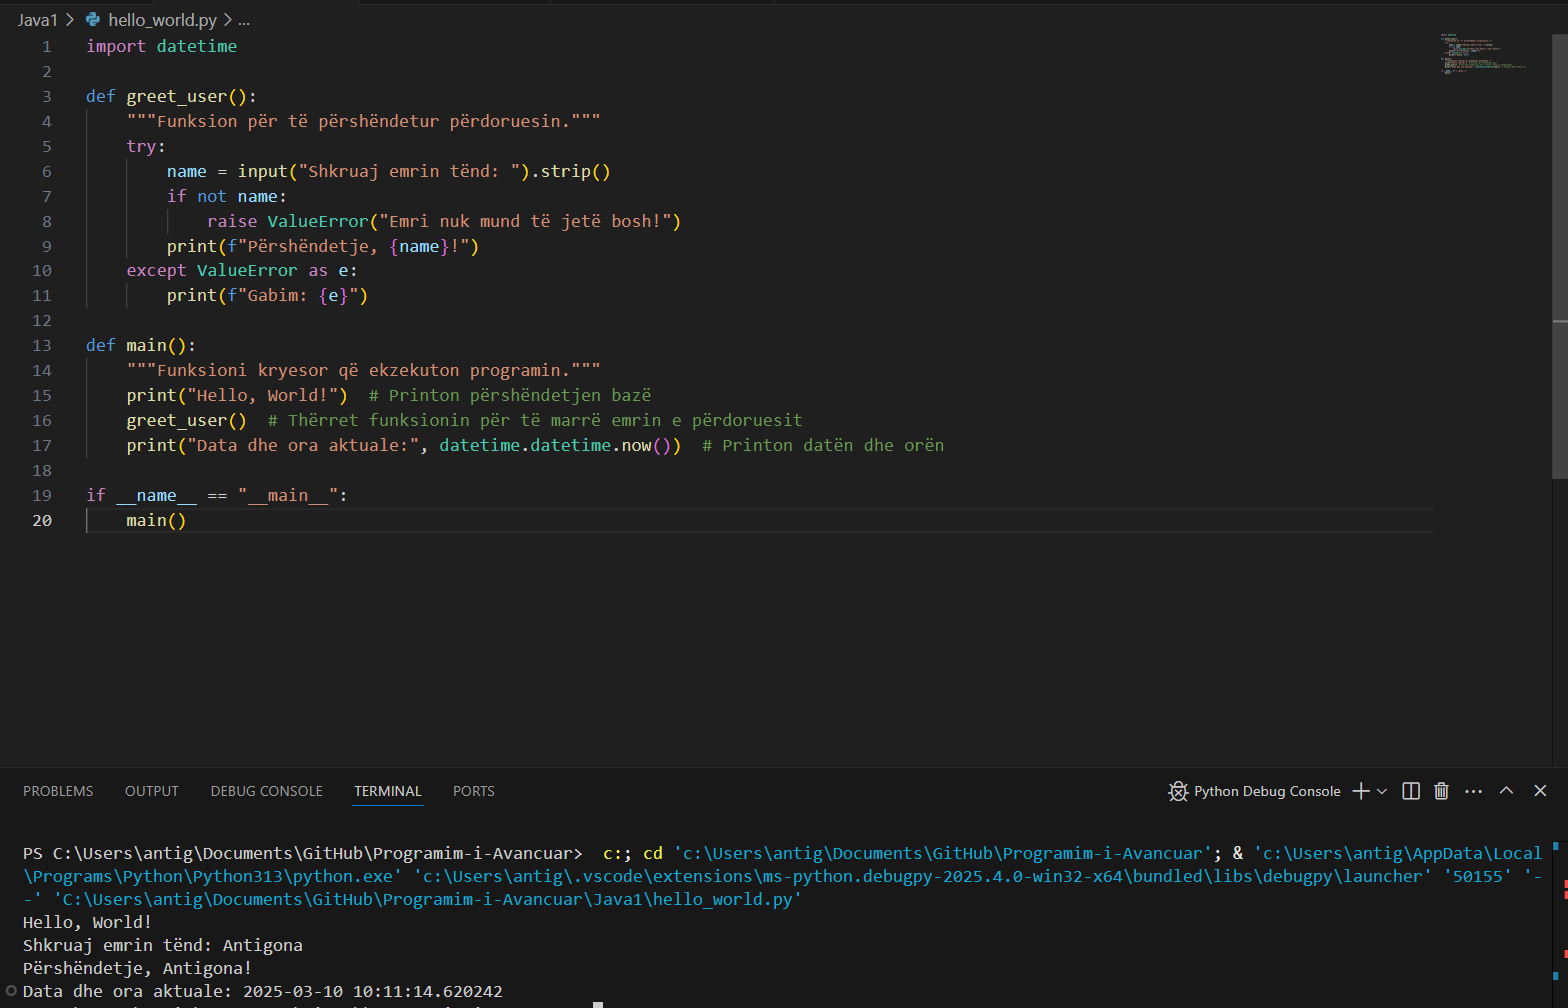 Java1 > hello_world.py > ...
1 import datetime
2
3 def greet_user():
4     """Funksion për të përshëndetur përdoruesin."""
5     try:
6         name = input("Shkruaj emrin tënd: ").strip()
7         if not name:
8             raise ValueError("Emri nuk mund të jetë bosh!")
9         print(f"Përshëndetje, {name}!")
10     except ValueError as e:
11         print(f"Gabim: {e}")
12
13 def main():
14     """Funksioni kryesor që ekzekuton programin."""
15     print("Hello, World!")  # Printon përshëndetjen bazë
16     greet_user()  # Thërret funksionin për të marrë emrin e përdoruesit
17     print("Data dhe ora aktuale:", datetime.datetime.now())  # Printon datën dhe orën
18
19 if __name__ == "__main__":
20     main()
PROBLEMS OUTPUT DEBUG CONSOLE TERMINAL PORTS Python Debug Console
PS C:\Users\antig\Documents\GitHub\Programim-i-Avancuar>  c:; cd 'c:\Users\antig\Documents\GitHub\Programim-i-Avancuar'; & 'c:\Users\antig\AppData\Local
\Programs\Python\Python313\python.exe' 'c:\Users\antig\.vscode\extensions\ms-python.debugpy-2025.4.0-win32-x64\bundled\libs\debugpy\launcher' '50155' '-
-' 'C:\Users\antig\Documents\GitHub\Programim-i-Avancuar\Java1\hello_world.py'
Hello, World!
Shkruaj emrin tënd: Antigona
Përshëndetje, Antigona!
Data dhe ora aktuale: 2025-03-10 10:11:14.620242